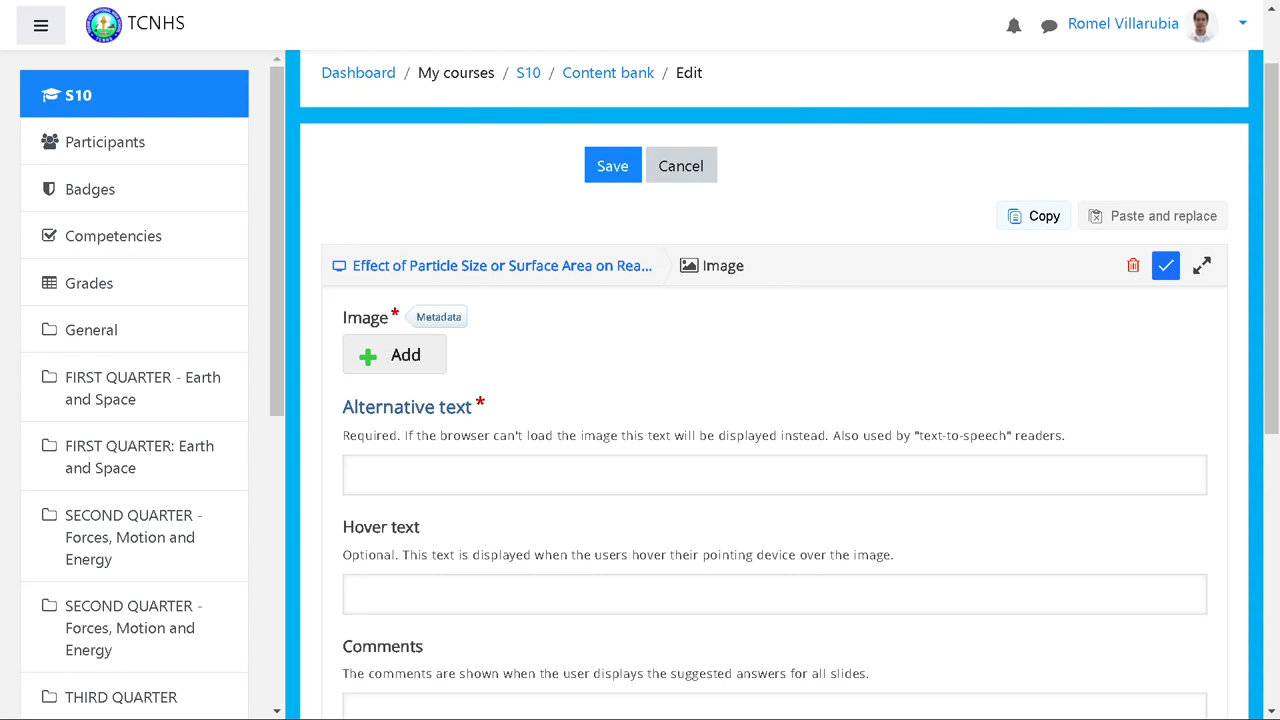 TCNHS
Romel Villarubia
Dashboard / My courses / S10 / Content bank / Edit
S10
Participants
Badges
Competencies
Grades
General
FIRST QUARTER - Earth
and Space
FIRST QUARTER: Earth
and Space
SECOND QUARTER -
Forces, Motion and
Energy
SECOND QUARTER -
Forces, Motion and
Energy
THIRD QUARTER
Save
Cancel
Copy
Paste and replace
Effect of Particle Size or Surface Area on Rea...
Image
Image*
Metadata
Add
Alternative text *
Required. If the browser can't load the image this text will be displayed instead. Also used by "text-to-speech" readers.
Hover text
Optional. This text is displayed when the users hover their pointing device over the image.
Comments
The comments are shown when the user displays the suggested answers for all slides.